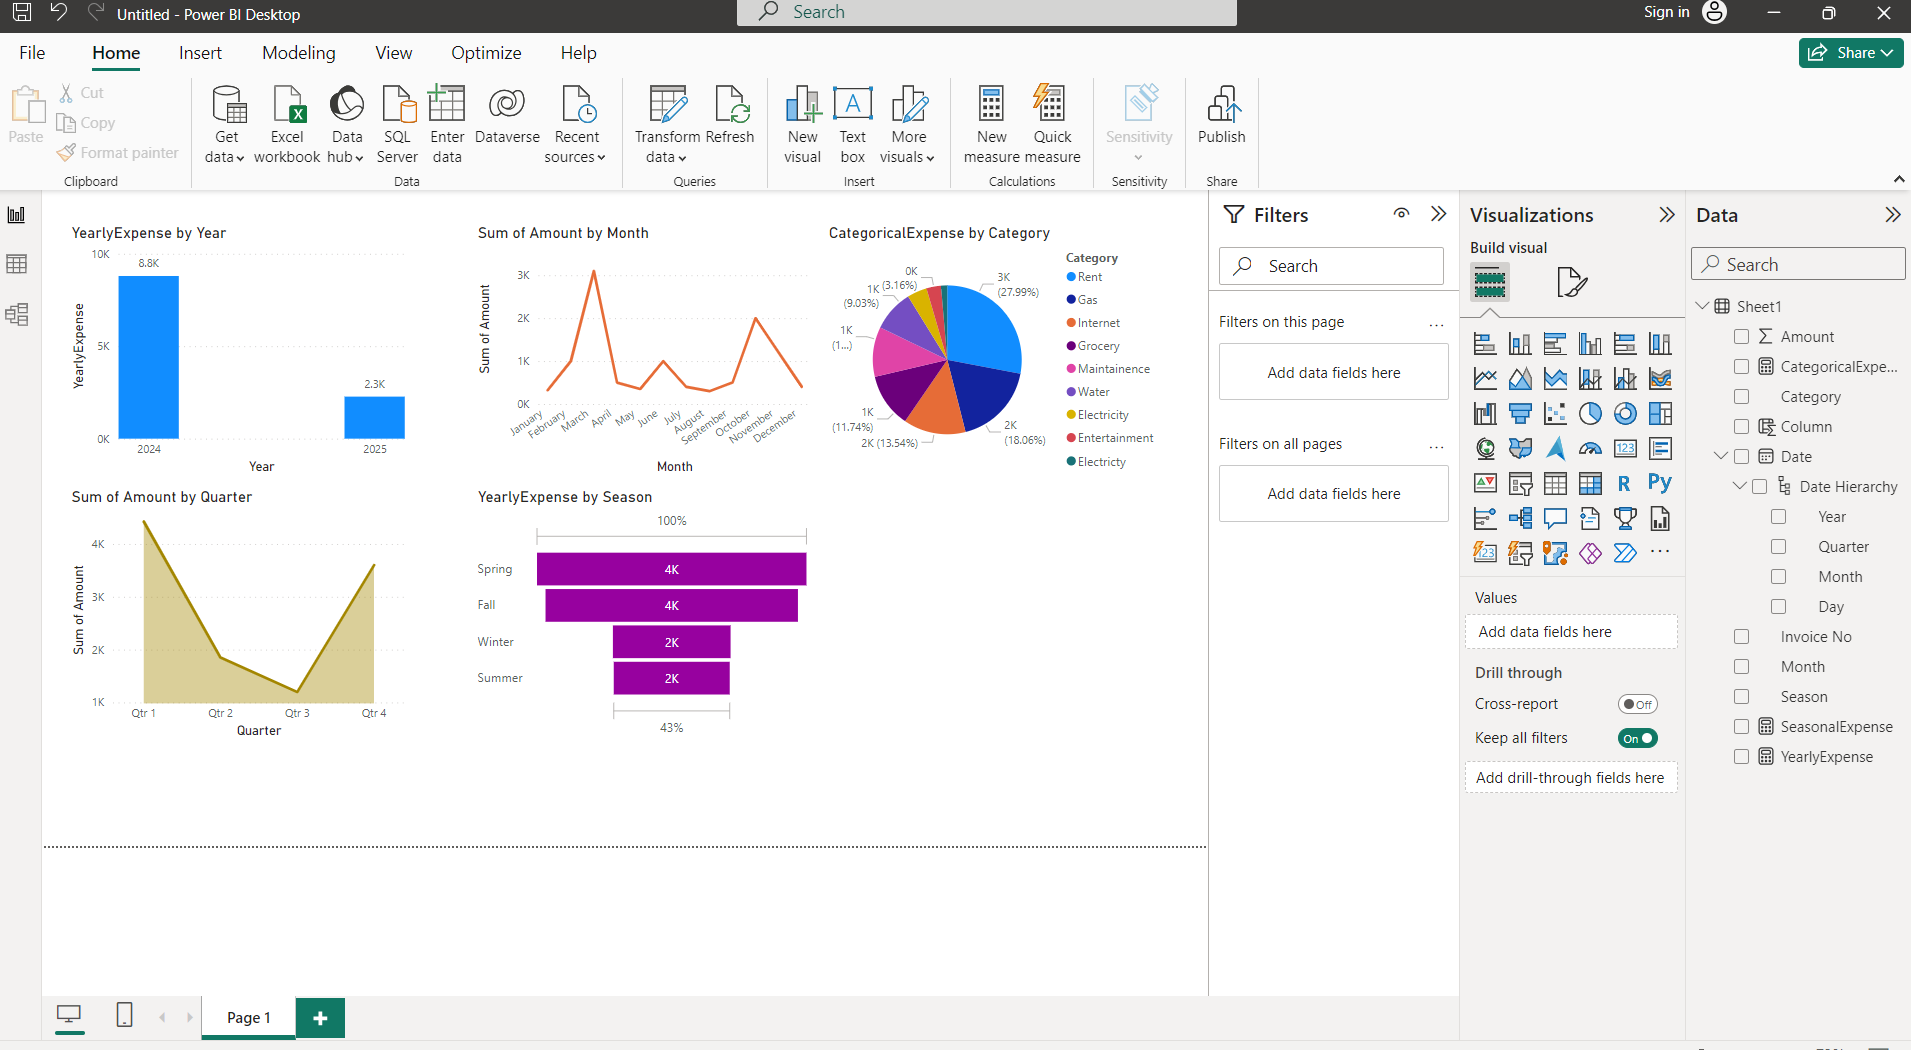 Untitled - Power BI Desktop
Search
Sign in
File
Home
Insert
Modeling
View
Optimize
Help
Share
Paste
Cut
Copy
Format painter
Clipboard
Get data
Excel workbook
Data hub
SQL Server
Enter data
Dataverse
Recent sources
Data
Transform data
Refresh
Queries
New visual
Text box
More visuals
Insert
New measure
Quick measure
Calculations
Sensitivity
Sensitivity
Publish
Share
YearlyExpense by Year
10K
5K
0K
YearlyExpense
8.8K
2.3K
2024
2025
Year
Sum of Amount by Month
3K
2K
1K
0K
Sum of Amount
January
February
March
April
May
June
July
August
September
October
November
December
Month
CategoricalExpense by Category
3K
(27.99%)
2K
(18.06%)
2K (13.54%)
1K
(11.74%)
1K
(1...)
1K
(9.03%)
0K
(3.16%)
Category
Rent
Gas
Internet
Grocery
Maintainence
Water
Electricity
Entertainment
Electricty
Sum of Amount by Quarter
4K
3K
2K
1K
Sum of Amount
Qtr 1
Qtr 2
Qtr 3
Qtr 4
Quarter
YearlyExpense by Season
100%
Spring
4K
Fall
4K
Winter
2K
Summer
2K
43%
Filters
Search
Filters on this page
...
Add data fields here
Filters on all pages
...
Add data fields here
Visualizations
Build visual
123
R
Py
123
...
Values
Add data fields here
Drill through
Cross-report
Off
Keep all filters
On
Add drill-through fields here
Data
Search
Sheet1
Amount
CategoricalExpe...
Category
Column
Date
Date Hierarchy
Year
Quarter
Month
Day
Invoice No
Month
Season
SeasonalExpense
YearlyExpense
Page 1